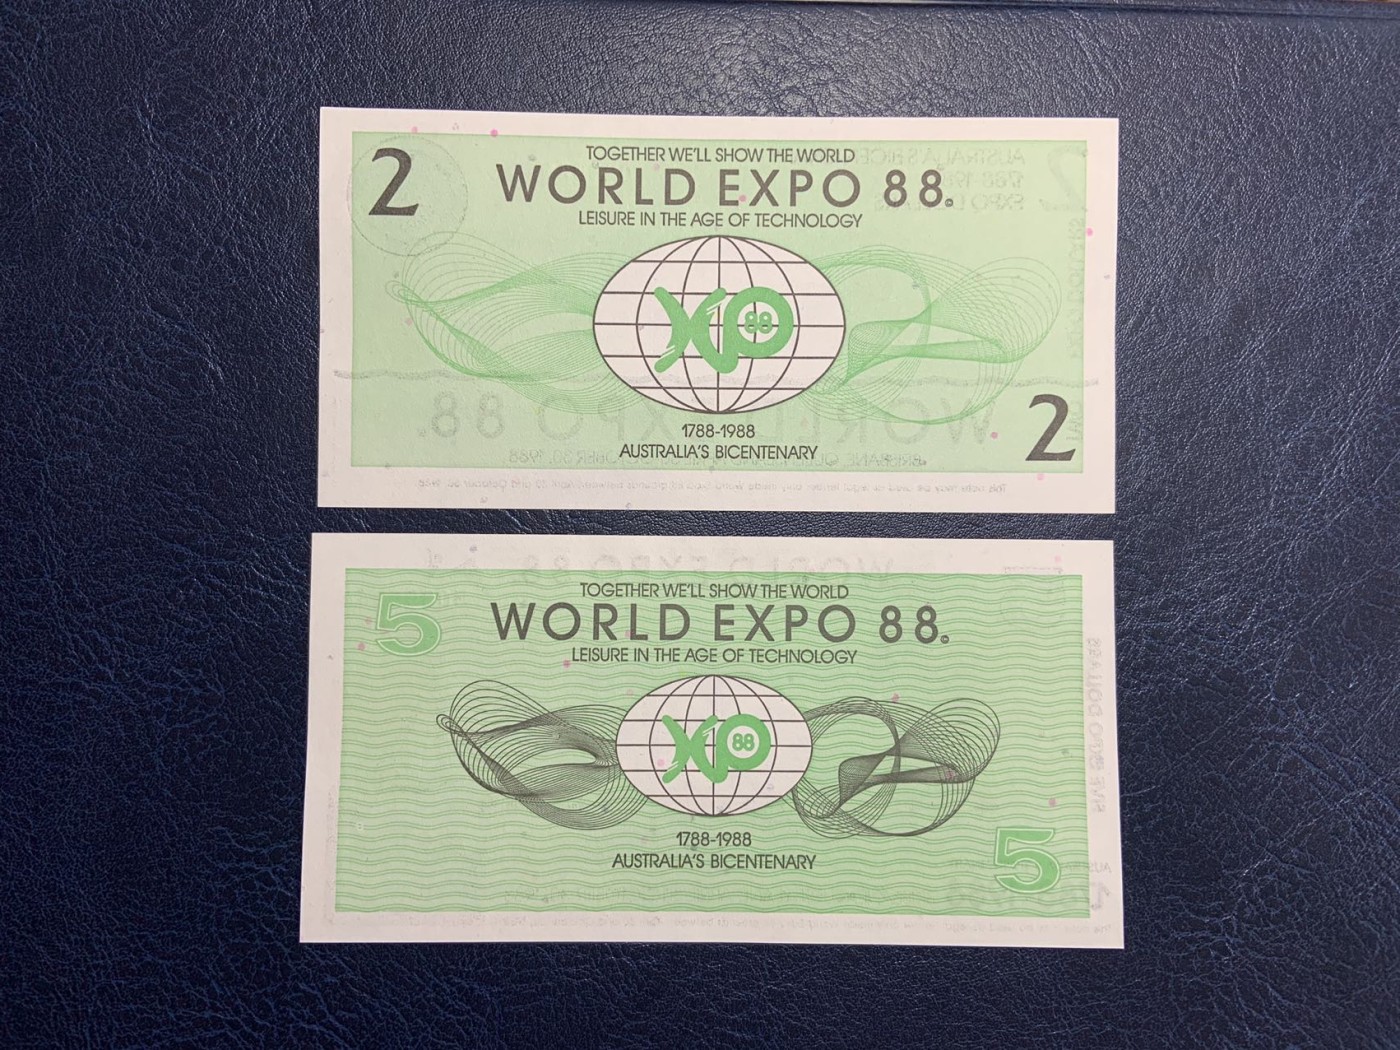 2
TOGETHER WE'LL SHOW THE WORLD
WORLD EXPO 88.
LEISURE IN THE AGE OF TECHNOLOGY
XPO
88
1788-1988
AUSTRALIA'S BICENTENARY
2
5
TOGETHER WE'LL SHOW THE WORLD
WORLD EXPO 88.
LEISURE IN THE AGE OF TECHNOLOGY
XPO
88
1788-1988
AUSTRALIA'S BICENTENARY
5